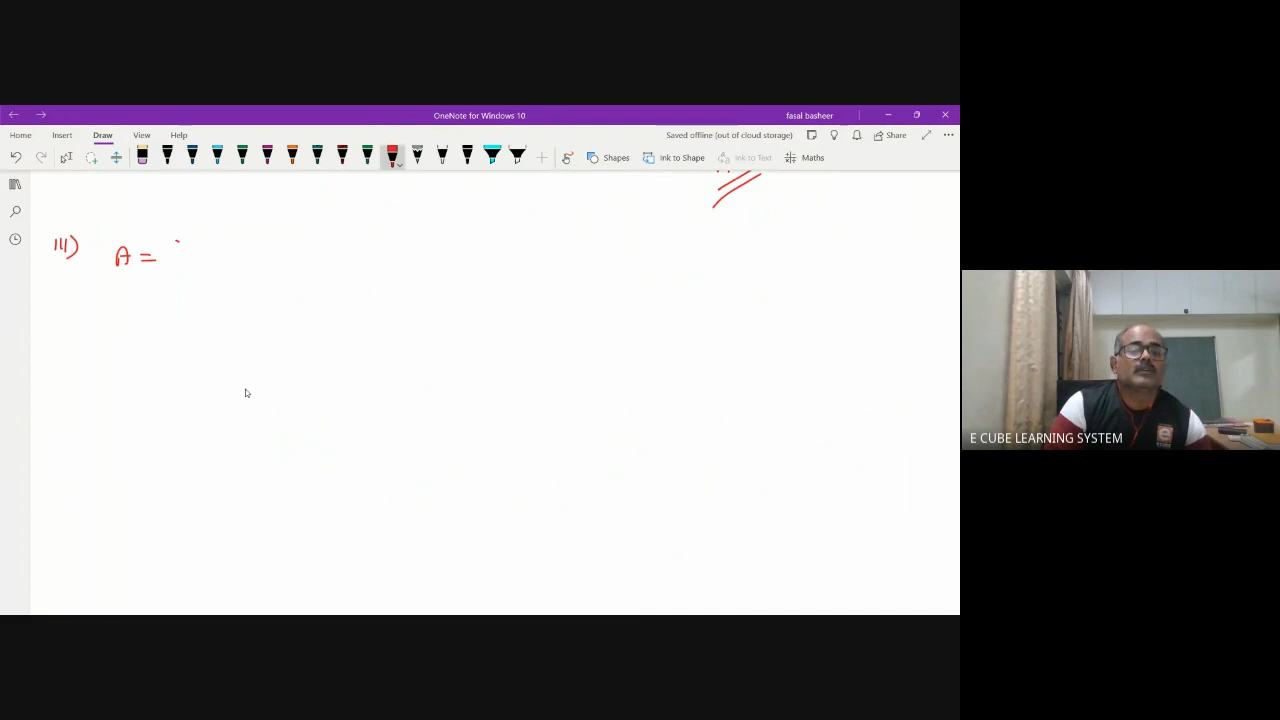 OneNote for Windows 10
fasal basheer
Home Insert Draw View Help
Saved offline (out of cloud storage)
Share
Shapes
Ink to Shape
Ink to Text
Maths
III) A =
E CUBE LEARNING SYSTEM